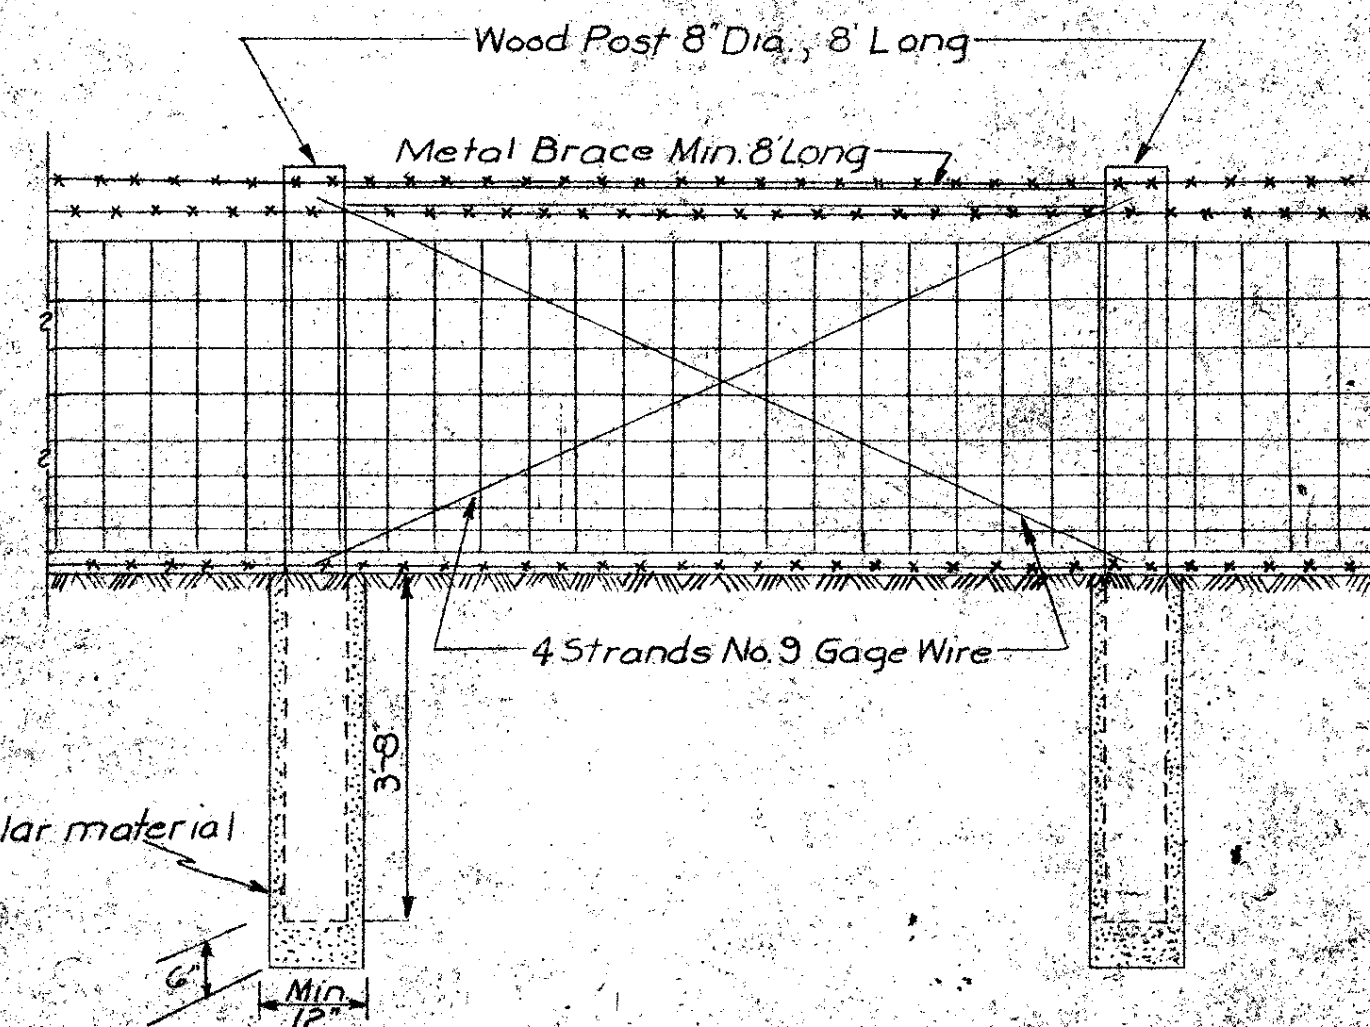 Wood Post 8" Dia., 8' Long
Metal Brace Min. 8' Long
4 Strands No. 9 Gage Wire
3'-8"
lar material
6"
Min.
12"